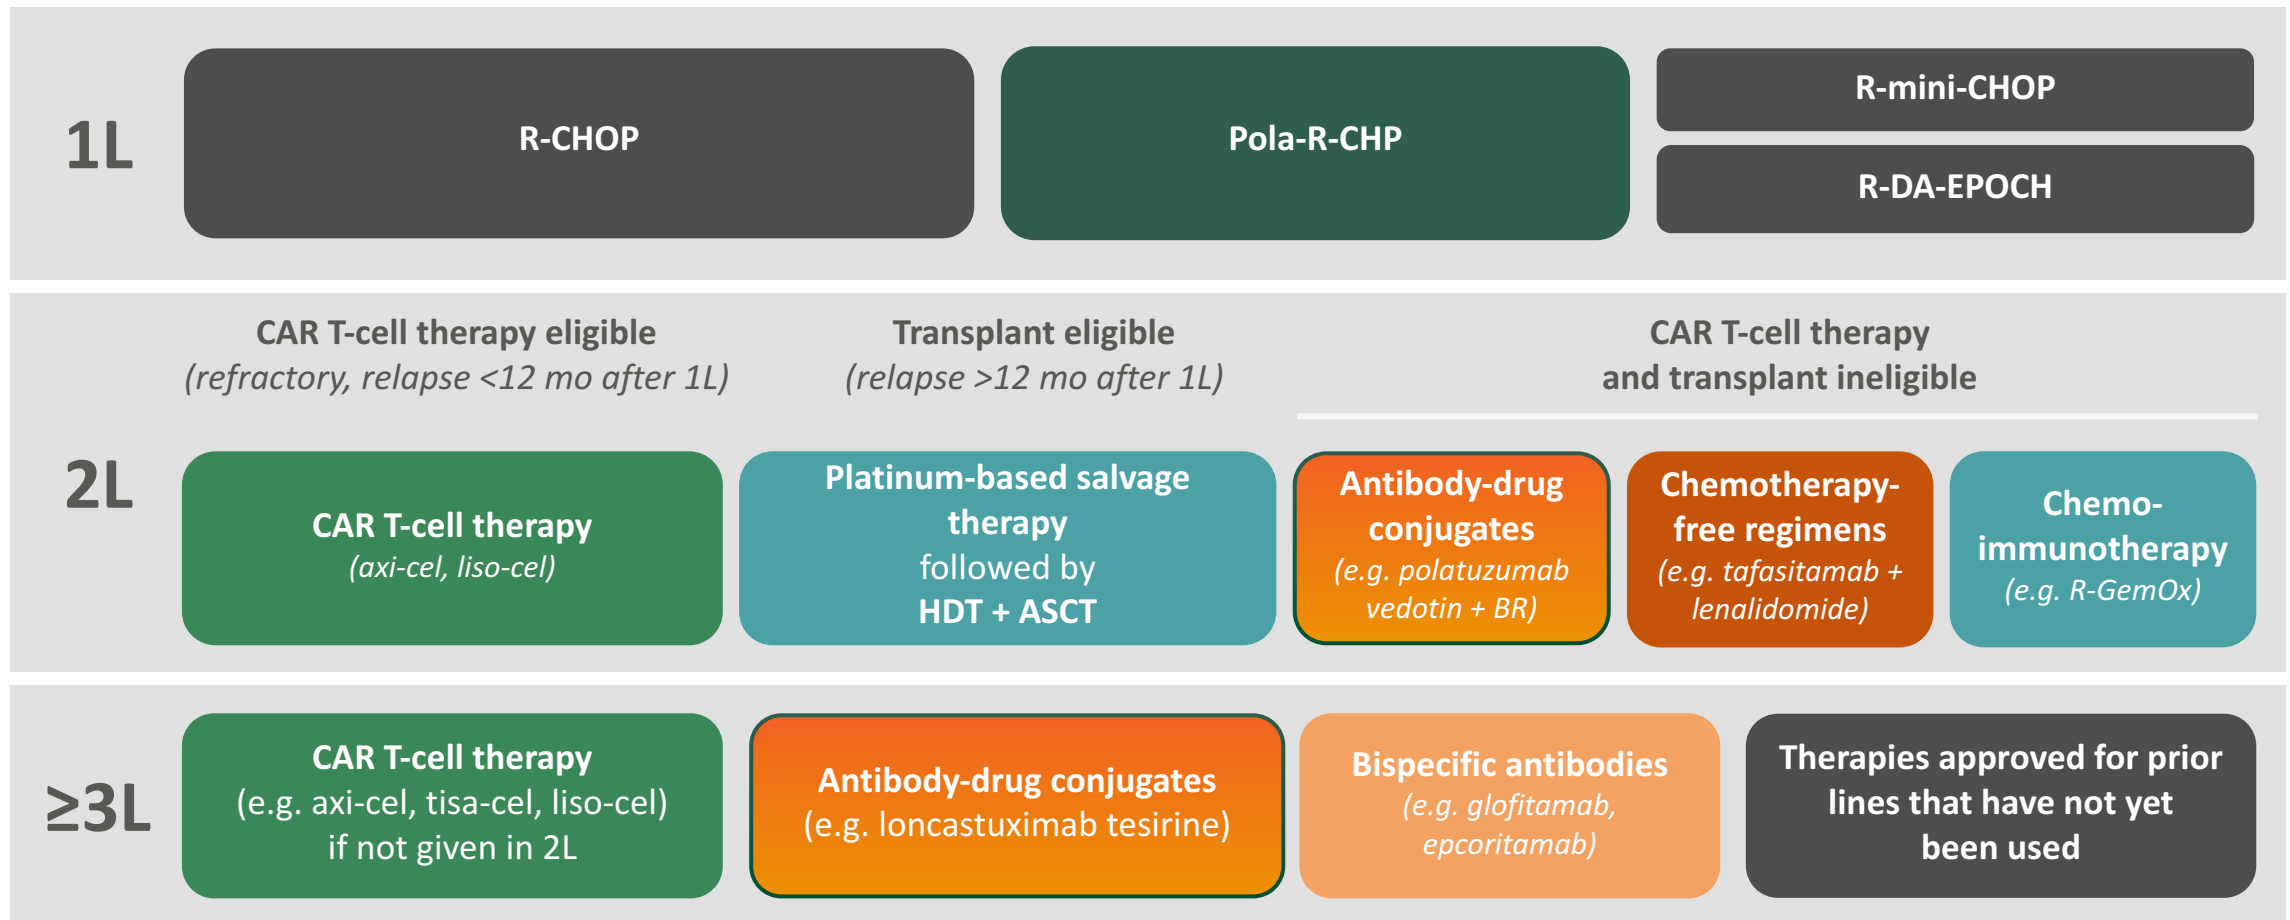 1L
R-CHOP
Pola-R-CHP
R-mini-CHOP
R-DA-EPOCH
2L
CAR T-cell therapy eligible
(refractory, relapse <12 mo after 1L)
Transplant eligible
(relapse >12 mo after 1L)
CAR T-cell therapy
and transplant ineligible
CAR T-cell therapy
(axi-cel, liso-cel)
Platinum-based salvage
therapy
followed by
HDT + ASCT
Antibody-drug
conjugates
(e.g. polatuzumab
vedotin + BR)
Chemotherapy-
free regimens
(e.g. tafasitamab +
lenalidomide)
Chemo-
immunotherapy
(e.g. R-GemOx)
≥3L
CAR T-cell therapy
(e.g. axi-cel, tisa-cel, liso-cel)
if not given in 2L
Antibody-drug conjugates
(e.g. loncastuximab tesirine)
Bispecific antibodies
(e.g. glofitamab,
epcoritamab)
Therapies approved for prior
lines that have not yet
been used